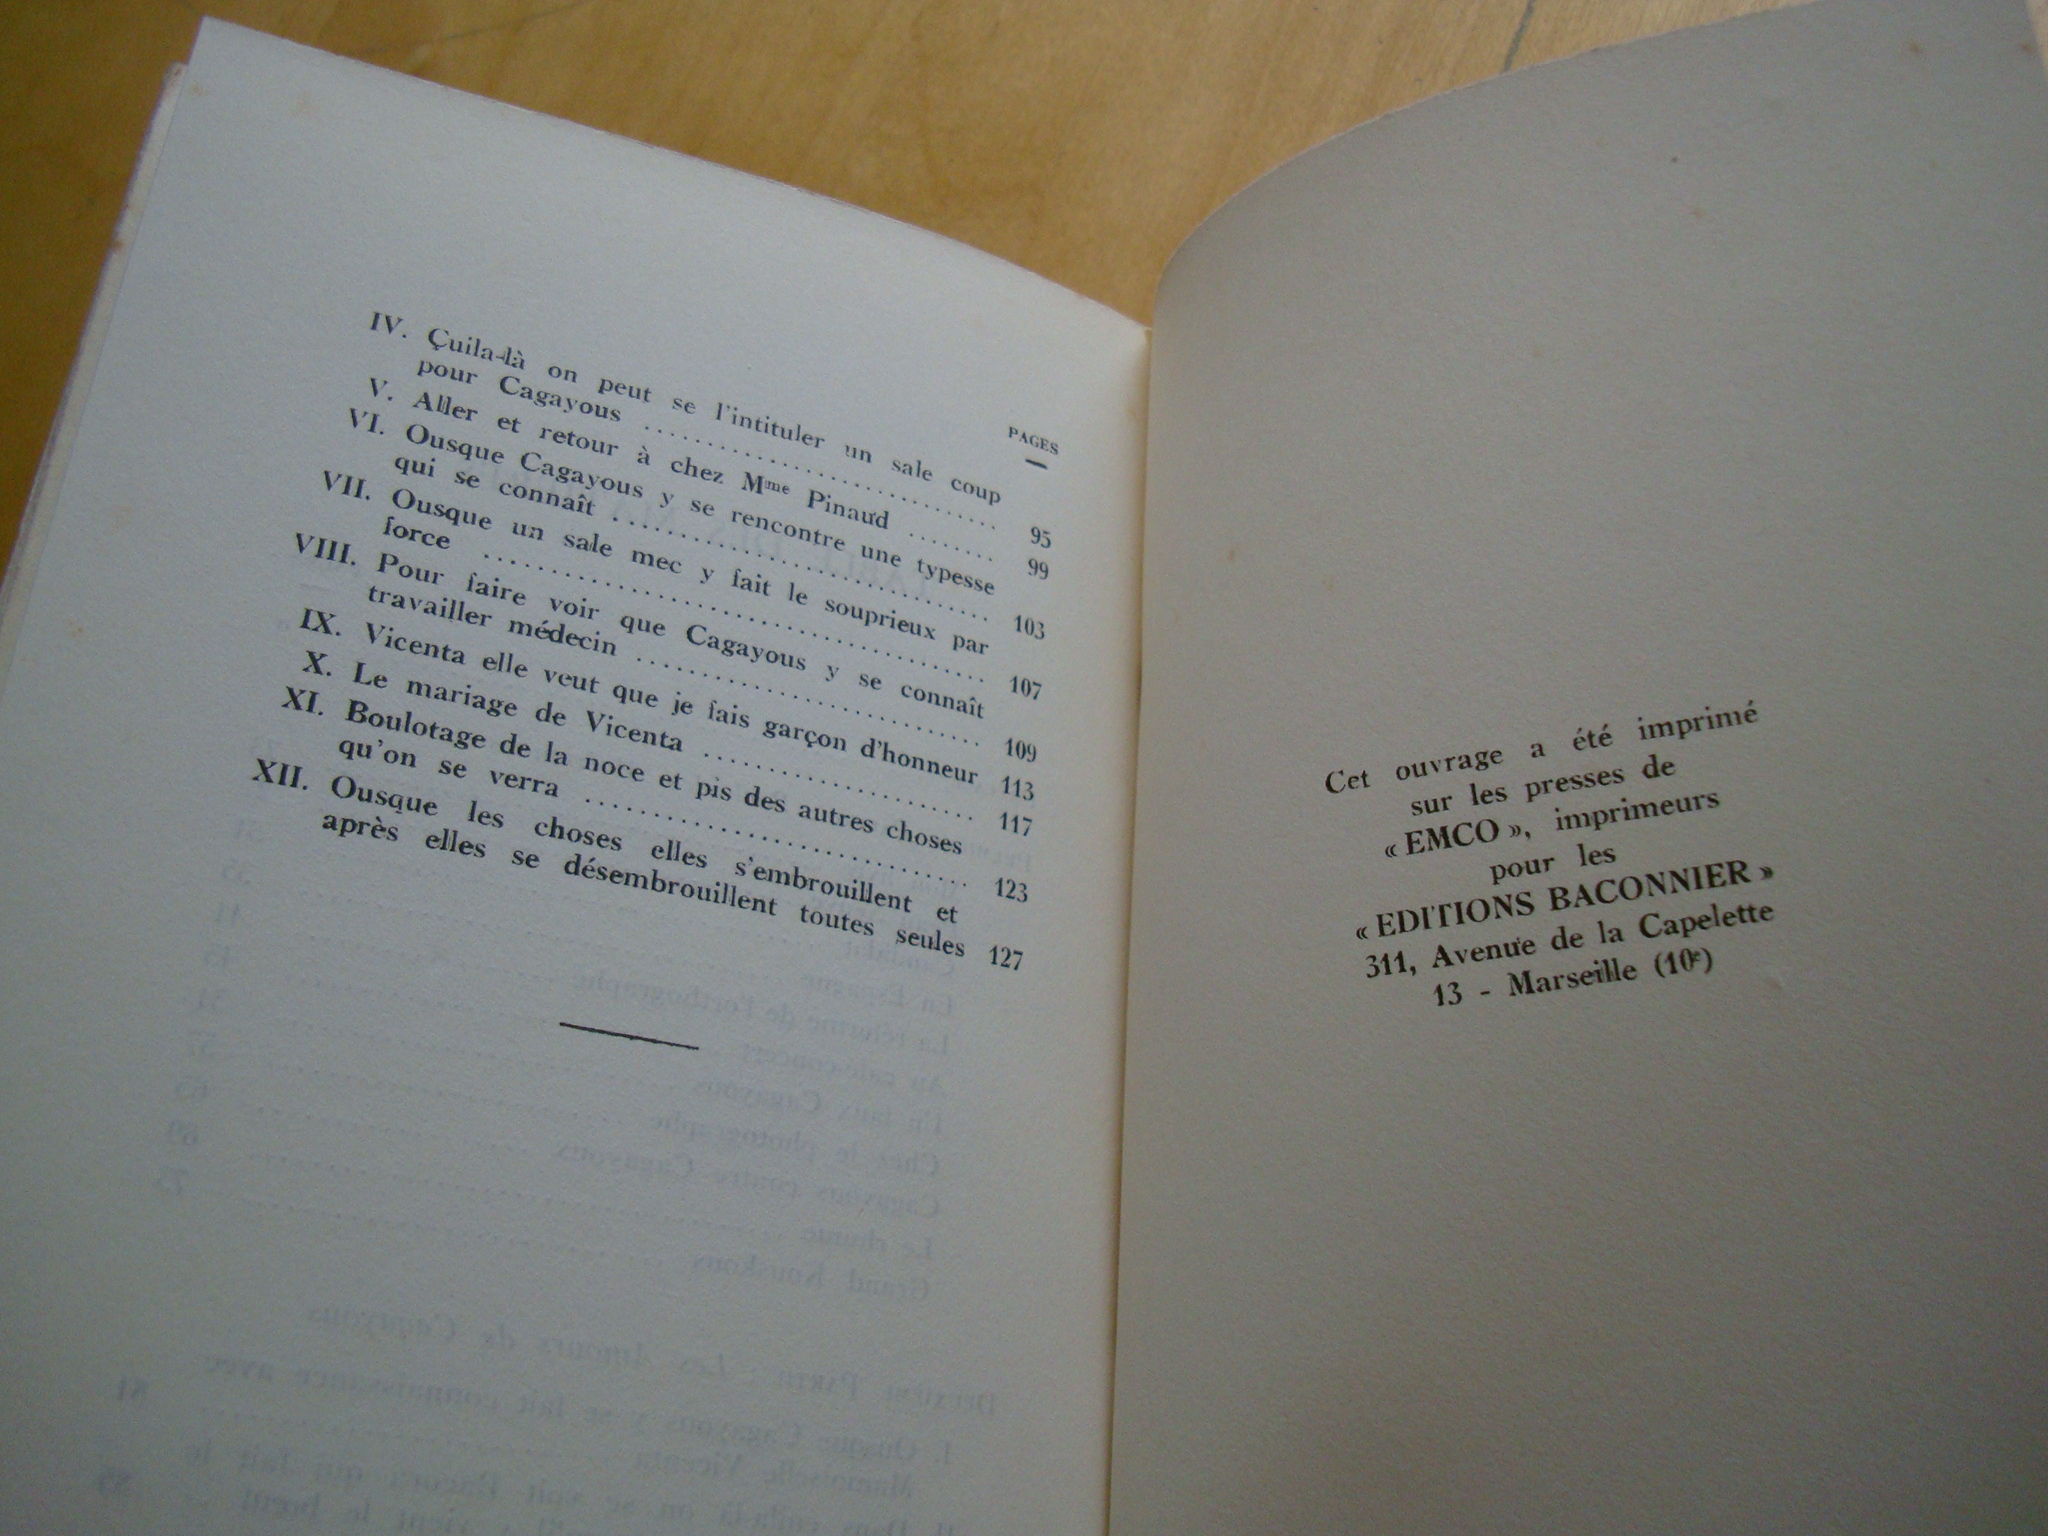 PAGES
IV. Çuila-là on peut se l'intituler un sale coup
pour Cagayous .............................. 95
V. Aller et retour à chez Mme Pinaud ........ 99
VI. Ousque Cagayous y se rencontre une typesse
qui se connaît .............................. 103
VII. Ousque un sale mec y fait le souprieux par
force .............................. 107
VIII. Pour faire voir que Cagayous y se connaît
travailler médecin .............................. 109
IX. Vicenta elle veut que je fais garçon d'honneur 113
X. Le mariage de Vicenta .................... 117
XI. Boulotage de la noce et pis des autres choses
qu'on se verra .............................. 123
XII. Ousque les choses elles s'embrouillent et
après elles se désembrouillent toutes seules 127
Cet ouvrage a été imprimé
sur les presses de
« EMCO », imprimeurs
pour les
« EDITIONS BACONNIER »
311, Avenue de la Capelette
13 - Marseille (10e)